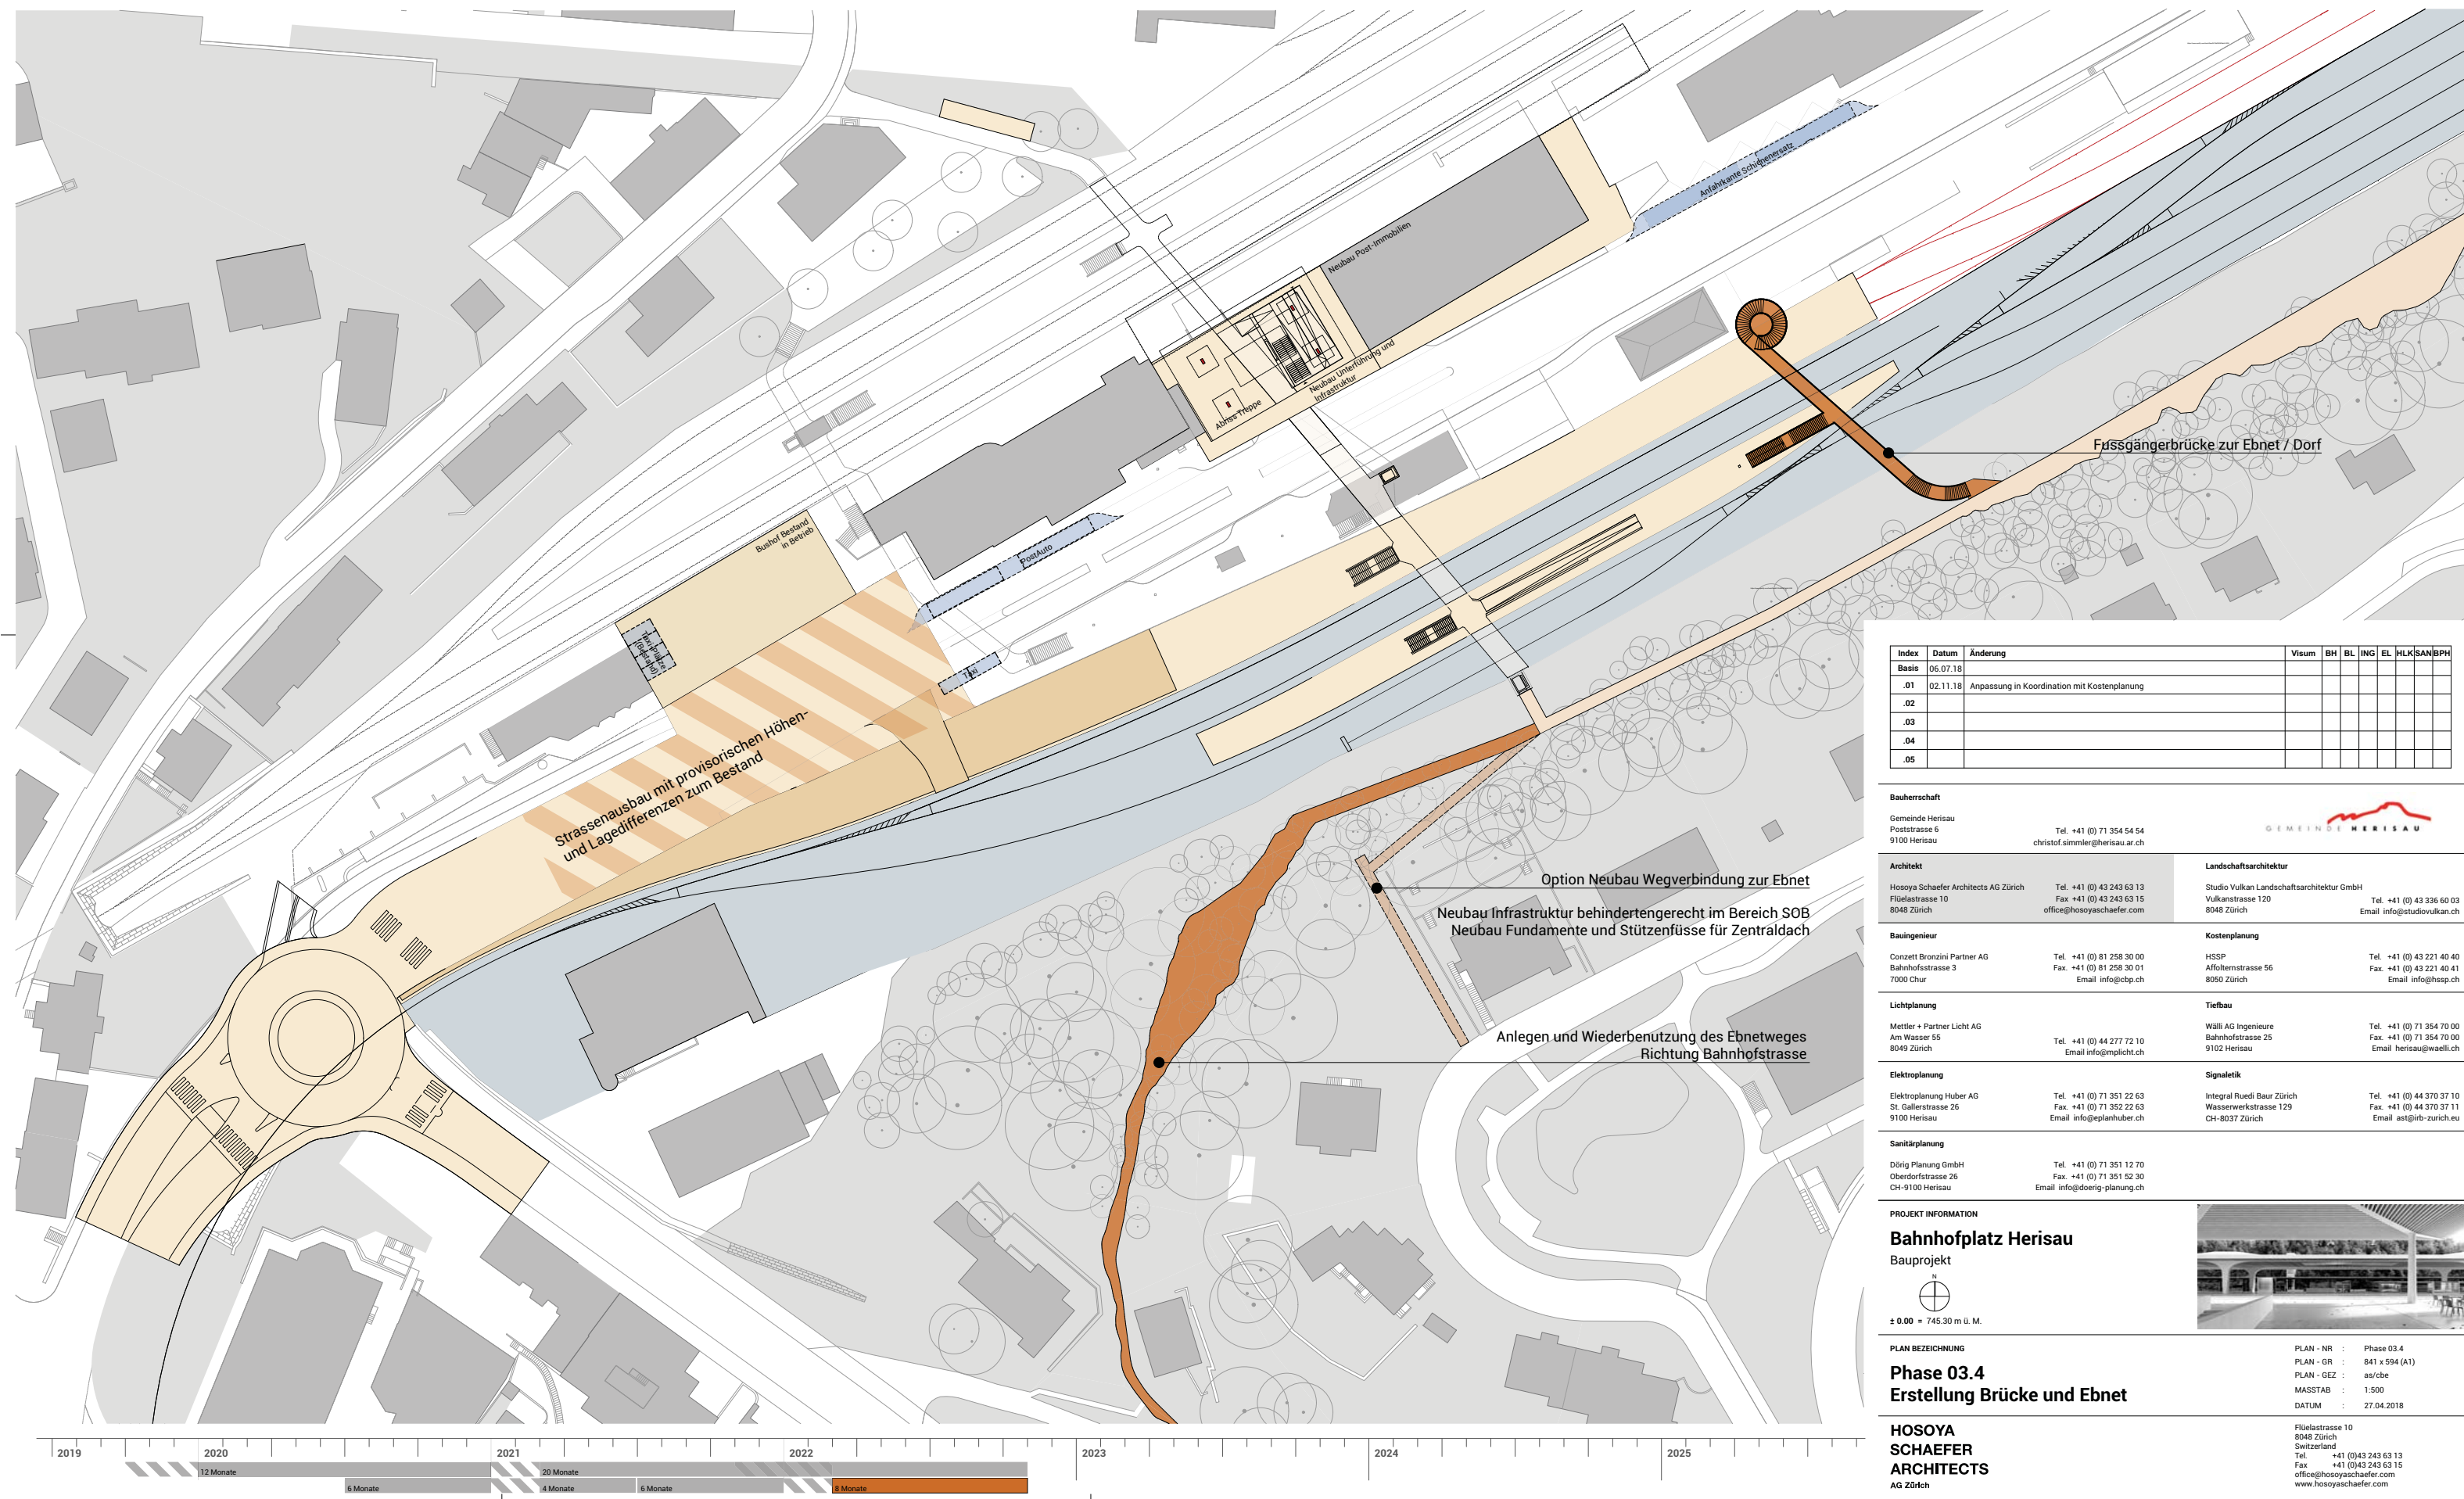 Anfahrkante Schienenersatz
Neubau Post-Immobilien
Neubau Unterführung und
Infrastruktur
Abriss Treppe
Fussgängerbrücke zur Ebnet / Dorf
Bushof Bestand
in Betrieb
PostAuto
Taxi
Strassenausbau mit provisorischen Höhen-
und Lagedifferenzen zum Bestand
Option Neubau Wegverbindung zur Ebnet
Neubau Infrastruktur behindertengerecht im Bereich SOB
Neubau Fundamente und Stützenfüsse für Zentraldach
Anlegen und Wiederbenutzung des Ebnetweges
Richtung Bahnhofstrasse
Index Datum Änderung Visum BH BL ING EL HLK SAN BPH
Basis 06.07.18
.01 02.11.18 Anpassung in Koordination mit Kostenplanung
.02
.03
.04
.05
Bauherrschaft
Gemeinde Herisau
Poststrasse 6 Tel. +41 (0) 71 354 54 54
9100 Herisau christof.simmler@herisau.ar.ch
GEMEINDE HERISAU
Architekt
Hosoya Schaefer Architects AG Zürich Tel. +41 (0) 43 243 63 13
Flüelastrasse 10 Fax +41 (0) 43 243 63 15
8048 Zürich office@hosoyaschaefer.com
Landschaftsarchitektur
Studio Vulkan Landschaftsarchitektur GmbH
Vulkanstrasse 120 Tel. +41 (0) 43 336 60 03
8048 Zürich Email info@studiovulkan.ch
Bauingenieur
Conzett Bronzini Partner AG Tel. +41 (0) 81 258 30 00
Bahnhofsstrasse 3 Fax. +41 (0) 81 258 30 01
7000 Chur Email info@cbp.ch
Kostenplanung
HSSP Tel. +41 (0) 43 221 40 40
Affolternstrasse 56 Fax. +41 (0) 43 221 40 41
8050 Zürich Email info@hssp.ch
Lichtplanung
Mettler + Partner Licht AG
Am Wasser 55 Tel. +41 (0) 44 277 72 10
8049 Zürich Email info@mplicht.ch
Tiefbau
Wälli AG Ingenieure Tel. +41 (0) 71 354 70 00
Bahnhofstrasse 25 Fax. +41 (0) 71 354 70 00
9102 Herisau Email herisau@waelli.ch
Elektroplanung
Elektroplanung Huber AG Tel. +41 (0) 71 351 22 63
St. Gallerstrasse 26 Fax. +41 (0) 71 352 22 63
9100 Herisau Email info@eplanhuber.ch
Signaletik
Integral Ruedi Baur Zürich Tel. +41 (0) 44 370 37 10
Wasserwerkstrasse 129 Fax. +41 (0) 44 370 37 11
CH-8037 Zürich Email ast@irb-zurich.eu
Sanitärplanung
Dörig Planung GmbH Tel. +41 (0) 71 351 12 70
Oberdorfstrasse 26 Fax. +41 (0) 71 351 52 30
CH-9100 Herisau Email info@doerig-planung.ch
PROJEKT INFORMATION
Bahnhofplatz Herisau
Bauprojekt
N
± 0.00 = 745.30 m ü. M.
PLAN BEZEICHNUNG
Phase 03.4
Erstellung Brücke und Ebnet
PLAN - NR : Phase 03.4
PLAN - GR : 841 x 594 (A1)
PLAN - GEZ : as/cbe
MASSTAB : 1:500
DATUM : 27.04.2018
HOSOYA
SCHAEFER
ARCHITECTS
AG Zürich
Flüelastrasse 10
8048 Zürich
Switzerland
Tel. +41 (0)43 243 63 13
Fax +41 (0)43 243 63 15
office@hosoyaschaefer.com
www.hosoyaschaefer.com
2019 2020 2021 2022 2023 2024 2025
12 Monate 20 Monate
6 Monate 4 Monate 6 Monate 8 Monate